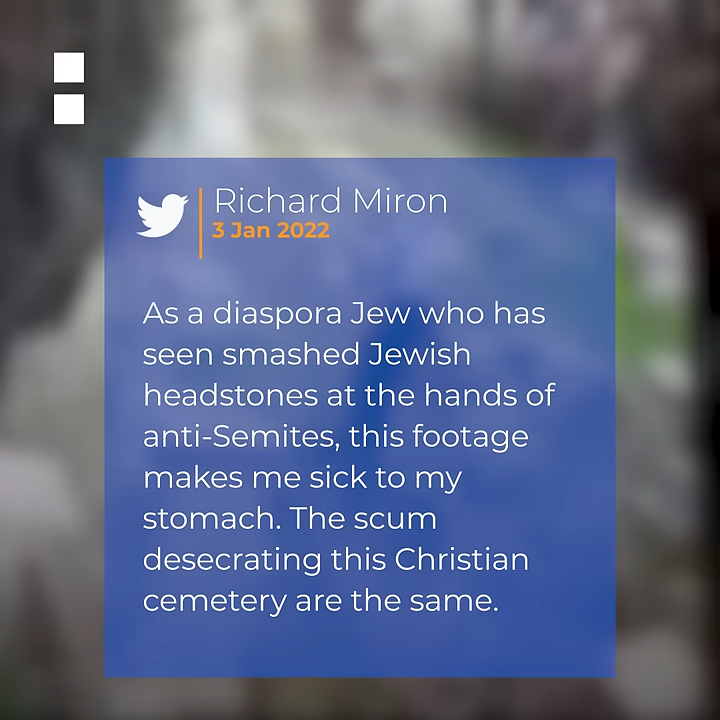 Richard Miron
3 Jan 2022
As a diaspora Jew who has
seen smashed Jewish
headstones at the hands of
anti-Semites, this footage
makes me sick to my
stomach. The scum
desecrating this Christian
cemetery are the same.